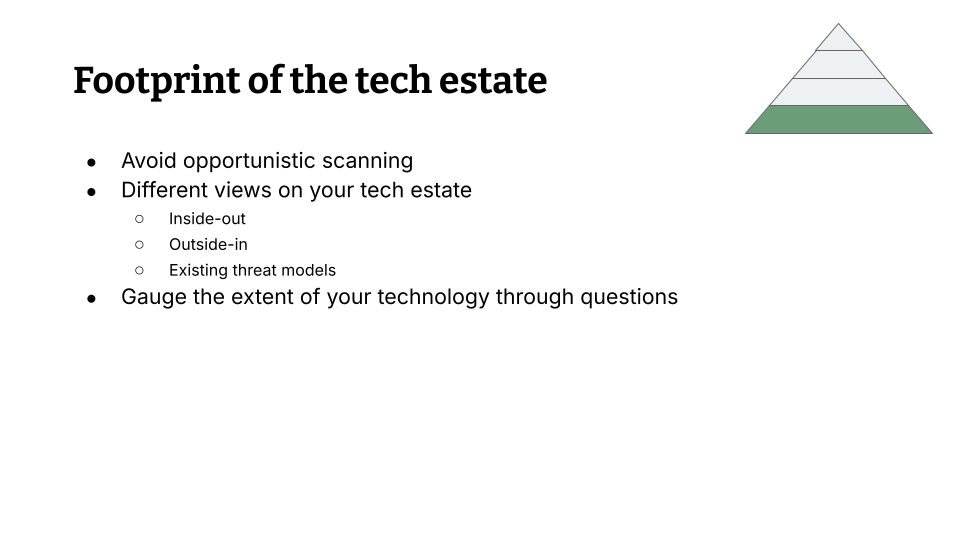 Footprint of the tech estate
● Avoid opportunistic scanning
● Different views on your tech estate
○ Inside-out
○ Outside-in
○ Existing threat models
● Gauge the extent of your technology through questions